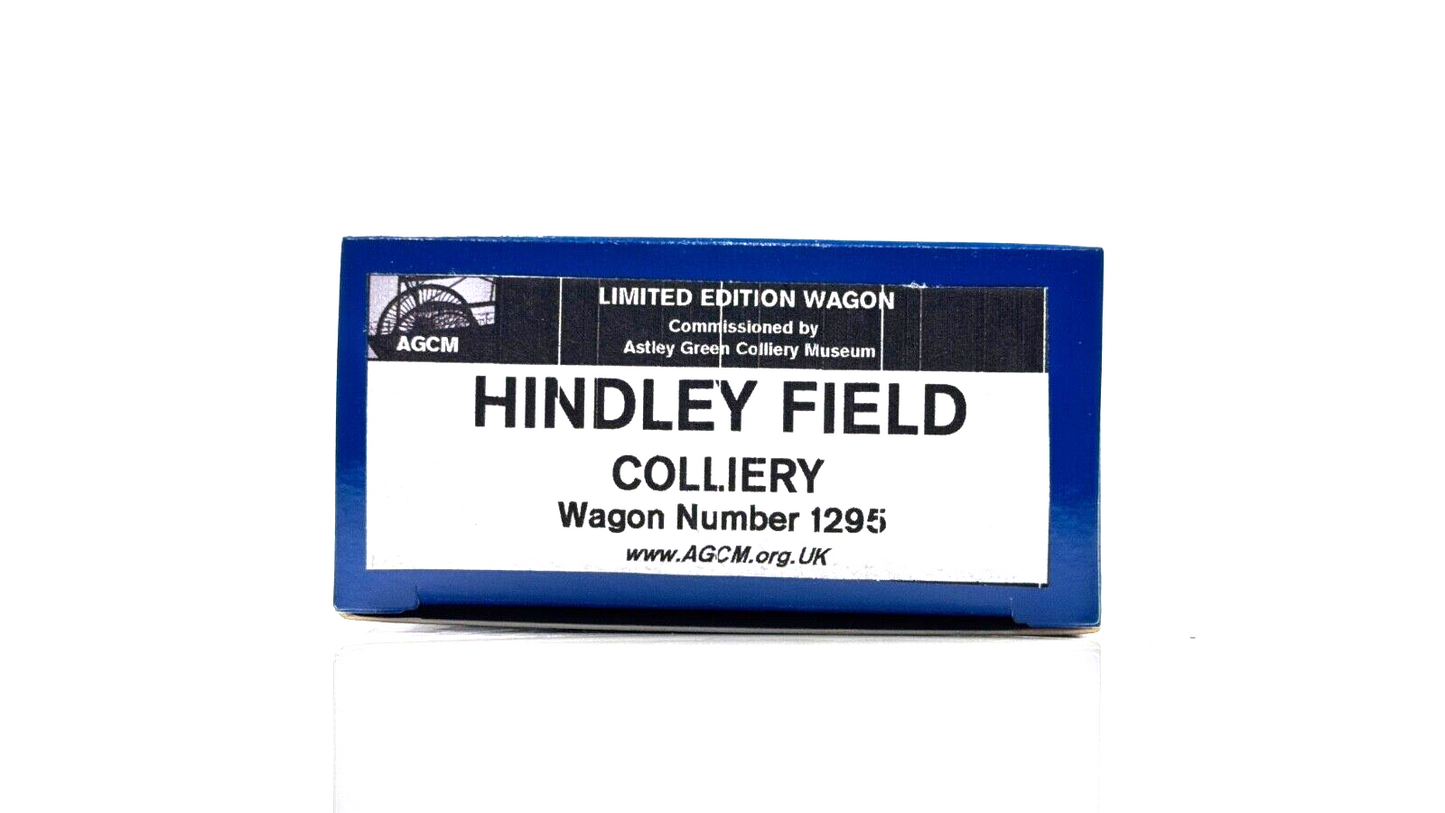 LIMITED EDITION WAGON
Commissioned by
Astley Green Colliery Museum
AGCM
HINDLEY FIELD
COLLIERY
Wagon Number 1295
www.AGCM.org.UK